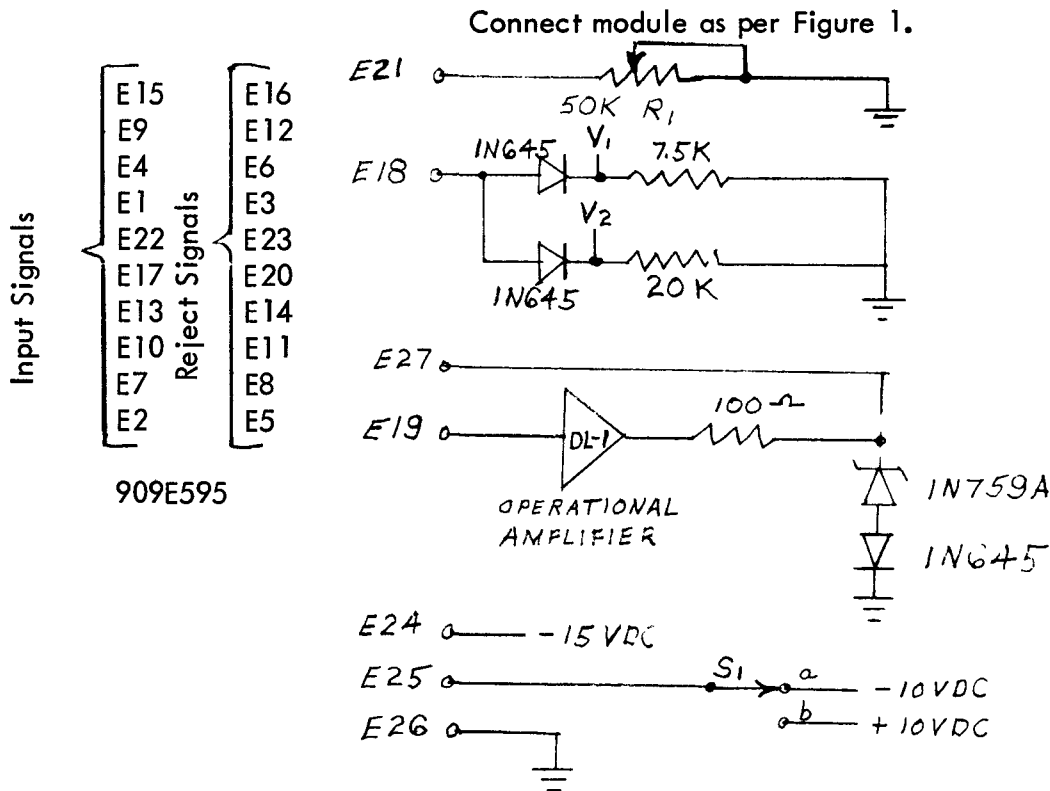 Connect module as per Figure 1.
Input Signals
E15
E9
E4
E1
E22
E17
E13
E10
E7
E2
Reject Signals
E16
E12
E6
E3
E23
E20
E14
E11
E8
E5
909E595
E21
50K R1
E18
1N645
V1
7.5K
V2
1N645
20K
E27
E19
DL-1
100Ω
OPERATIONAL
AMPLIFIER
1N759A
1N645
E24 -15 VDC
E25 S1 a -10VDC
b +10VDC
E26